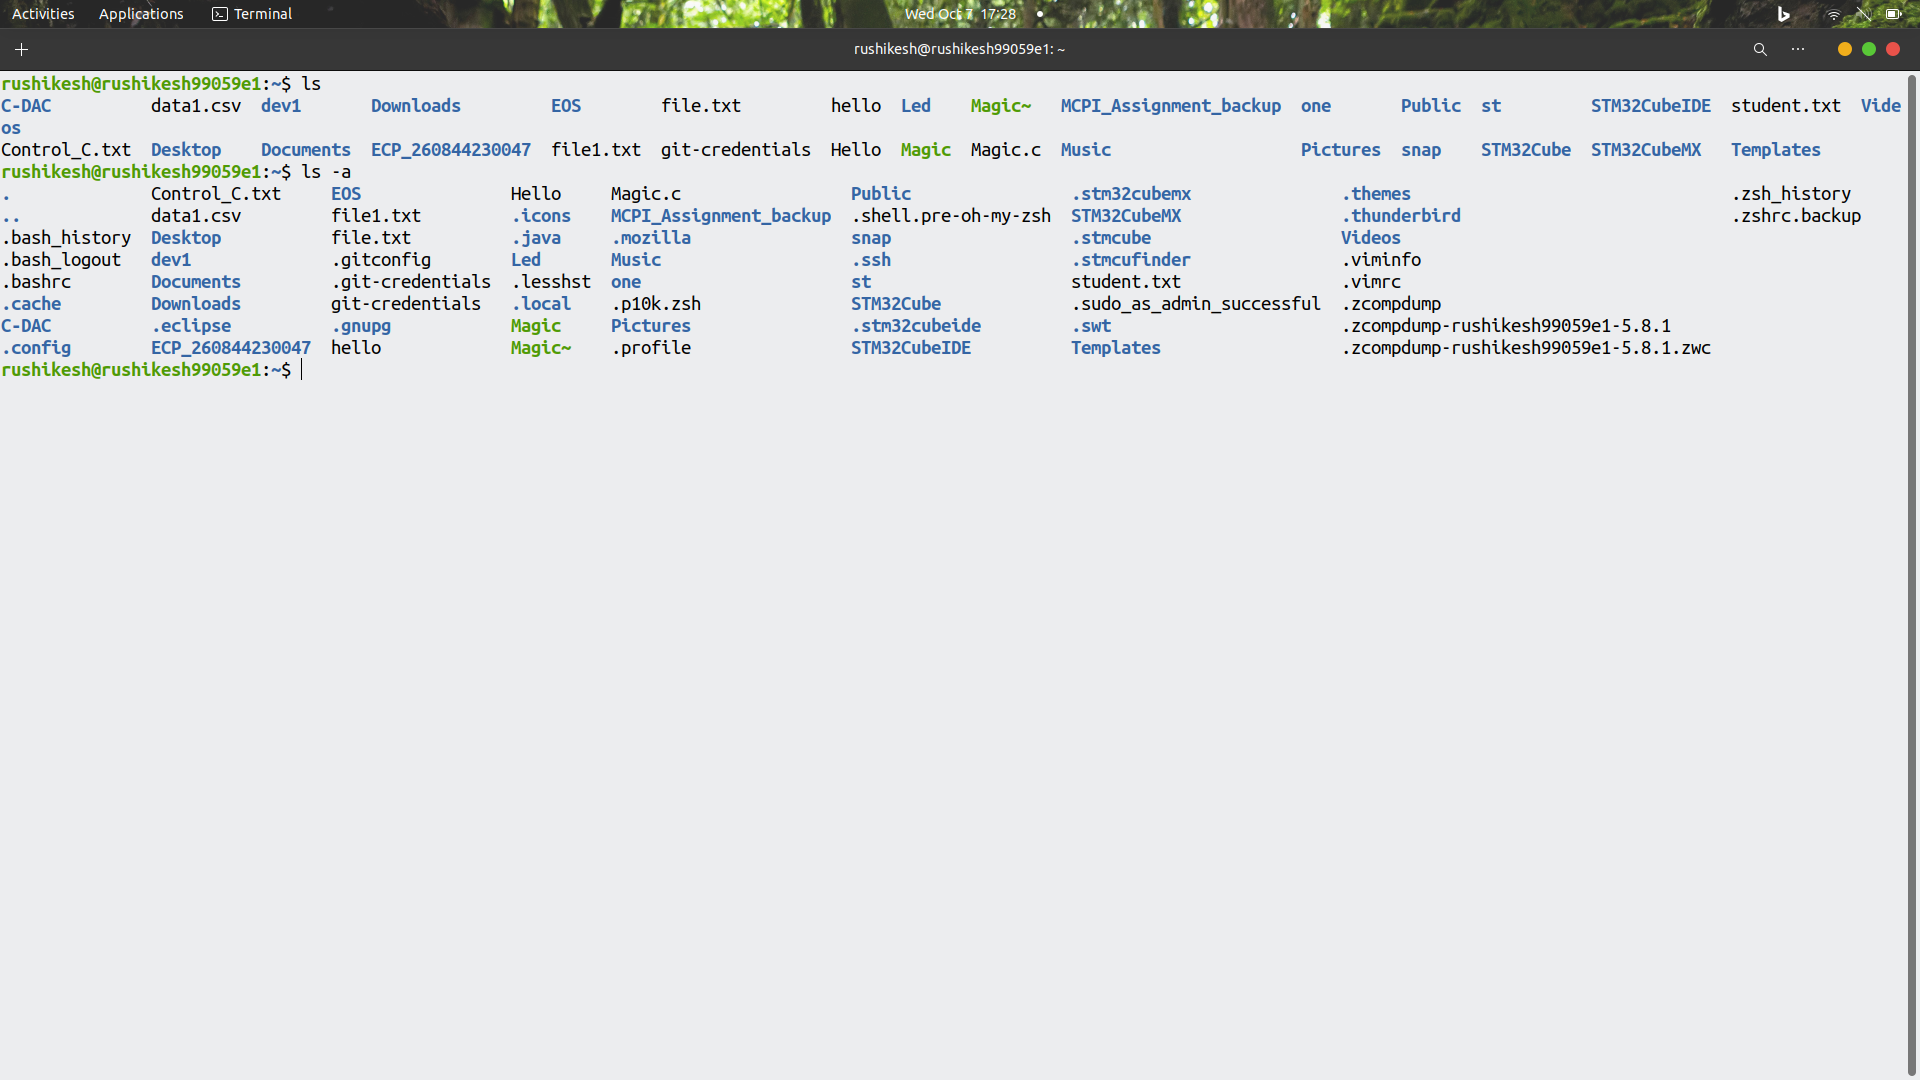 Activities Applications Terminal Wed Oct 7 17:28
rushikesh@rushikesh99059e1: ~
rushikesh@rushikesh99059e1:~$ ls
C-DAC data1.csv dev1 Downloads EOS file.txt hello Led Magic~ MCPI_Assignment_backup one Public st STM32CubeIDE student.txt Vide
os
Control_C.txt Desktop Documents ECP_260844230047 file1.txt git-credentials Hello Magic Magic.c Music Pictures snap STM32Cube STM32CubeMX Templates
rushikesh@rushikesh99059e1:~$ ls -a
. Control_C.txt EOS Hello Magic.c Public .stm32cubemx .themes .zsh_history
.. data1.csv file1.txt .icons MCPI_Assignment_backup .shell.pre-oh-my-zsh STM32CubeMX .thunderbird .zshrc.backup
.bash_history Desktop file.txt .java .mozilla snap .stmcube Videos
.bash_logout dev1 .gitconfig Led Music .ssh .stmcufinder .viminfo
.bashrc Documents .git-credentials .lesshst one st student.txt .vimrc
.cache Downloads git-credentials .local .p10k.zsh STM32Cube .sudo_as_admin_successful .zcompdump
C-DAC .eclipse .gnupg Magic Pictures .stm32cubeide .swt .zcompdump-rushikesh99059e1-5.8.1
.config ECP_260844230047 hello Magic~ .profile STM32CubeIDE Templates .zcompdump-rushikesh99059e1-5.8.1.zwc
rushikesh@rushikesh99059e1:~$